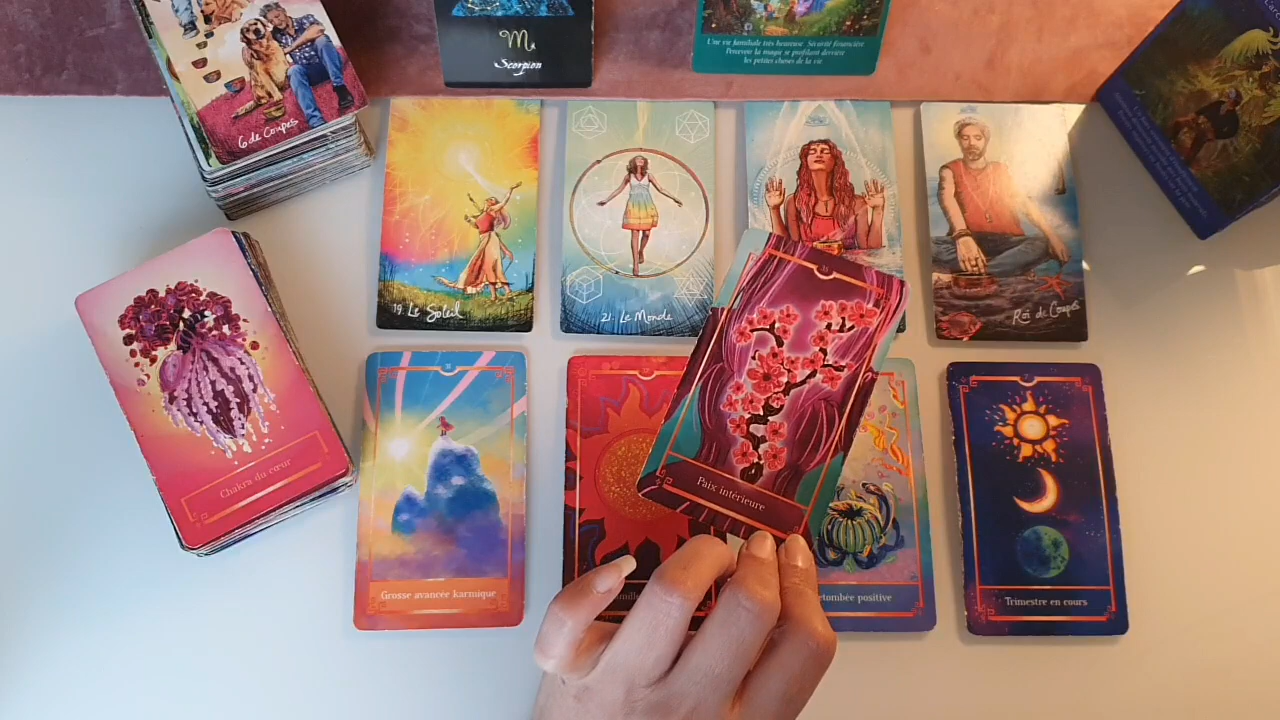 6 de Coupes
Scorpion
Une vie familiale très heureuse Sécurité financière
Percevoir la magie se profilant derrière
les petites choses de la vie
19. Le Soleil
21. Le Monde
Roi de Coupes
Chakra du cœur
Paix intérieure
Grosse avancée karmique
etombée positive
Trimestre en cours